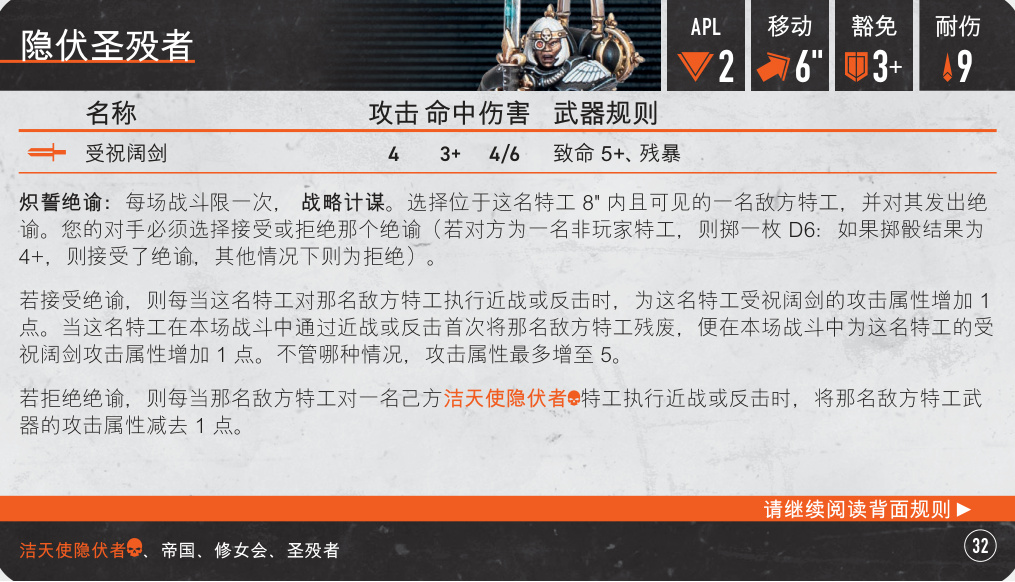 隐伏圣殁者
APL 2
移动 6"
豁免 3+
耐伤 9
名称 攻击 命中 伤害 武器规则
受祝阔剑 4 3+ 4/6 致命 5+、残暴
炽誓绝谕：每场战斗限一次，战略计谋。选择位于这名特工 8" 内且可见的一名敌方特工，并对其发出绝
谕。您的对手必须选择接受或拒绝那个绝谕（若对方为一名非玩家特工，则掷一枚 D6：如果掷骰结果为
4+，则接受了绝谕，其他情况下则为拒绝）。
若接受绝谕，则每当这名特工对那名敌方特工执行近战或反击时，为这名特工受祝阔剑的攻击属性增加 1
点。当这名特工在本场战斗中通过近战或反击首次将那名敌方特工残废，便在本场战斗中为这名特工的受
祝阔剑攻击属性增加 1 点。不管哪种情况，攻击属性最多增至 5。
若拒绝绝谕，则每当那名敌方特工对一名己方洁天使隐伏者特工执行近战或反击时，将那名敌方特工武
器的攻击属性减去 1 点。
请继续阅读背面规则
洁天使隐伏者、帝国、修女会、圣殁者
32